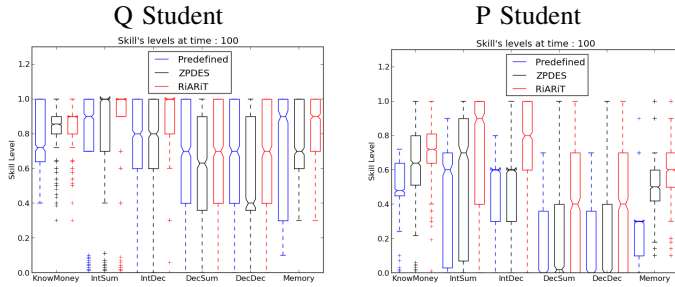 Q Student
Skill's levels at time : 100
Predefined
ZPDES
RiARiT
Skill Level
1.2
1.0
0.8
0.6
0.4
0.2
0.0
KnowMoney IntSum IntDec DecSum DecDec Memory
P Student
Skill's levels at time : 100
Predefined
ZPDES
RiARiT
1.2
1.0
0.8
0.6
0.4
0.2
0.0
KnowMoney IntSum IntDec DecSum DecDec Memory